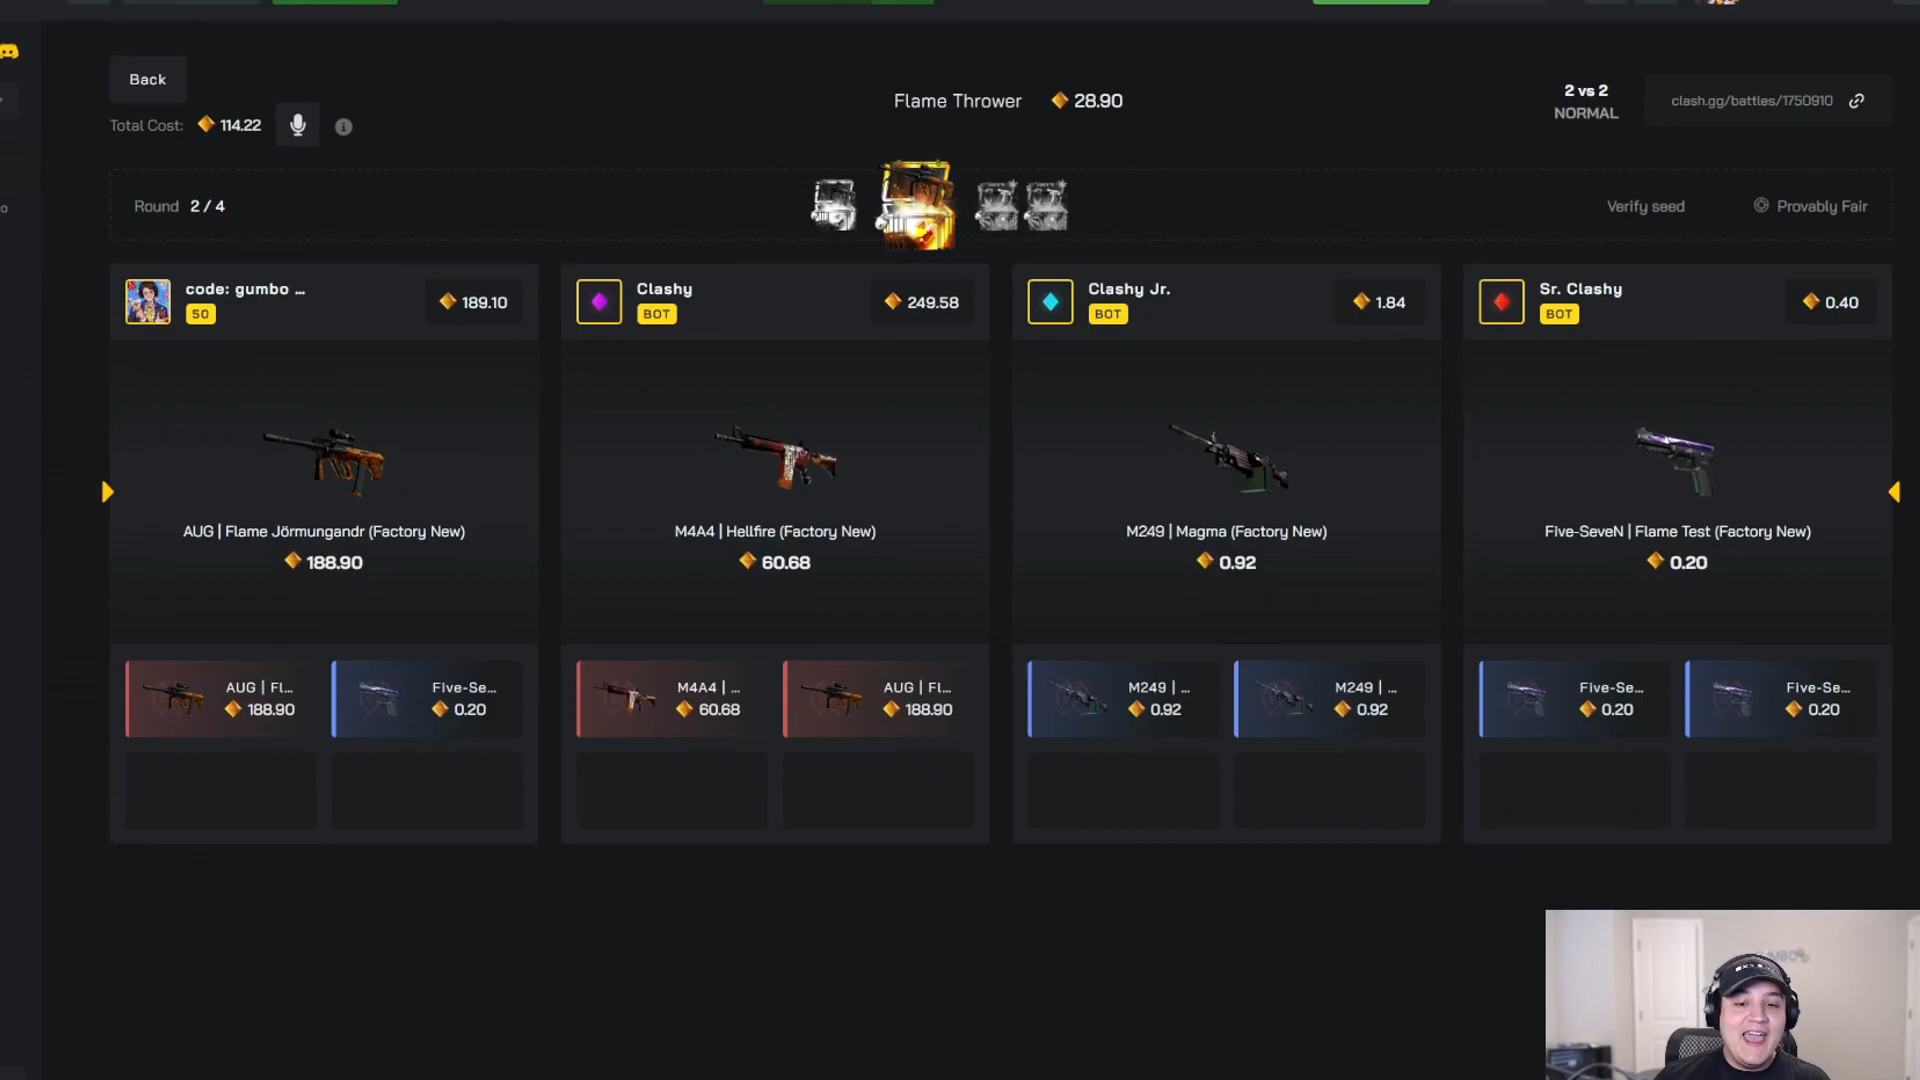 Back
Total Cost: 114.22
Flame Thrower 28.90
2 vs 2
NORMAL
clash.gg/battles/1750910
Round 2 / 4
Verify seed
Provably Fair
code: gumbo ...
50
189.10
Clashy
BOT
249.58
Clashy Jr.
BOT
1.84
Sr. Clashy
BOT
0.40
AUG | Flame Jörmungandr (Factory New)
188.90
M4A4 | Hellfire (Factory New)
60.68
M249 | Magma (Factory New)
0.92
Five-SeveN | Flame Test (Factory New)
0.20
AUG | Fl...
188.90
Five-Se...
0.20
M4A4 | ...
60.68
AUG | Fl...
188.90
M249 | ...
0.92
M249 | ...
0.92
Five-Se...
0.20
Five-Se...
0.20